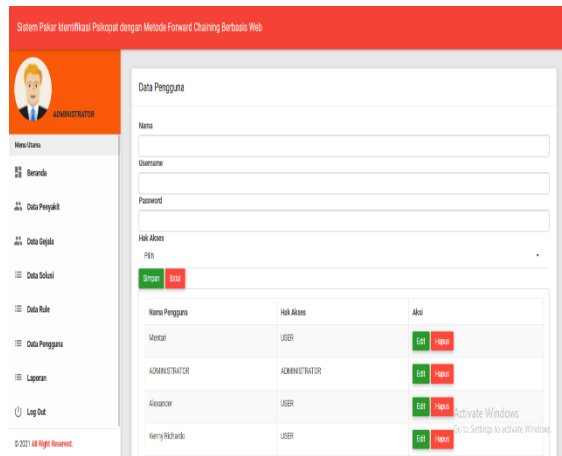 Sistem Pakar Identifikasi Psikopat dengan Metode Forward Chaining Berbasis Web
ADMINISTRATOR
Menu Utama
Beranda
Data Penyakit
Data Gejala
Data Solusi
Data Rule
Data Pengguna
Laporan
Log Out
© 2021 All Right Reserved.
Data Pengguna
Nama
Username
Password
Hak Akses
Pilih
Simpan Batal
Nama Pengguna Hak Akses Aksi
Mentari USER Edit Hapus
ADMINISTRATOR ADMINISTRATOR Edit Hapus
Alexander USER Edit Hapus
Kenny Richardo USER Edit Hapus
Activate Windows
Go to Settings to activate Windows.